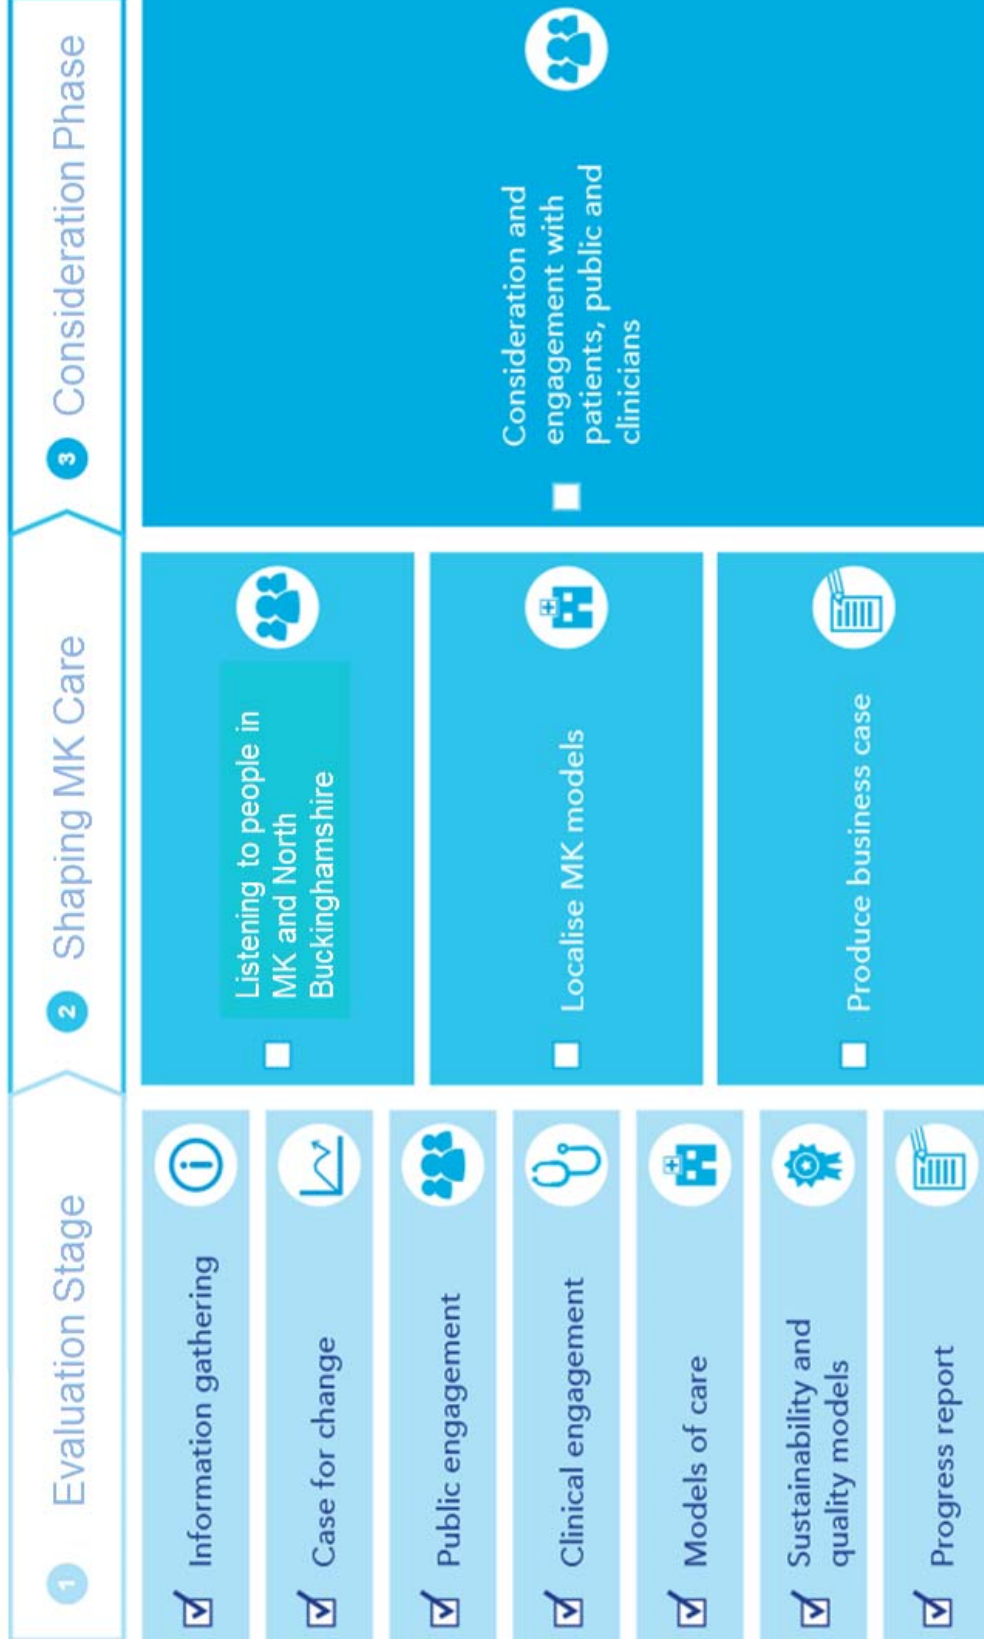 1 Evaluation Stage
2 Shaping MK Care
3 Consideration Phase
Information gathering
Case for change
Public engagement
Clinical engagement
Models of care
Sustainability and
quality models
Progress report
Listening to people in
MK and North
Buckinghamshire
Localise MK models
Produce business case
Consideration and
engagement with
patients, public and
clinicians